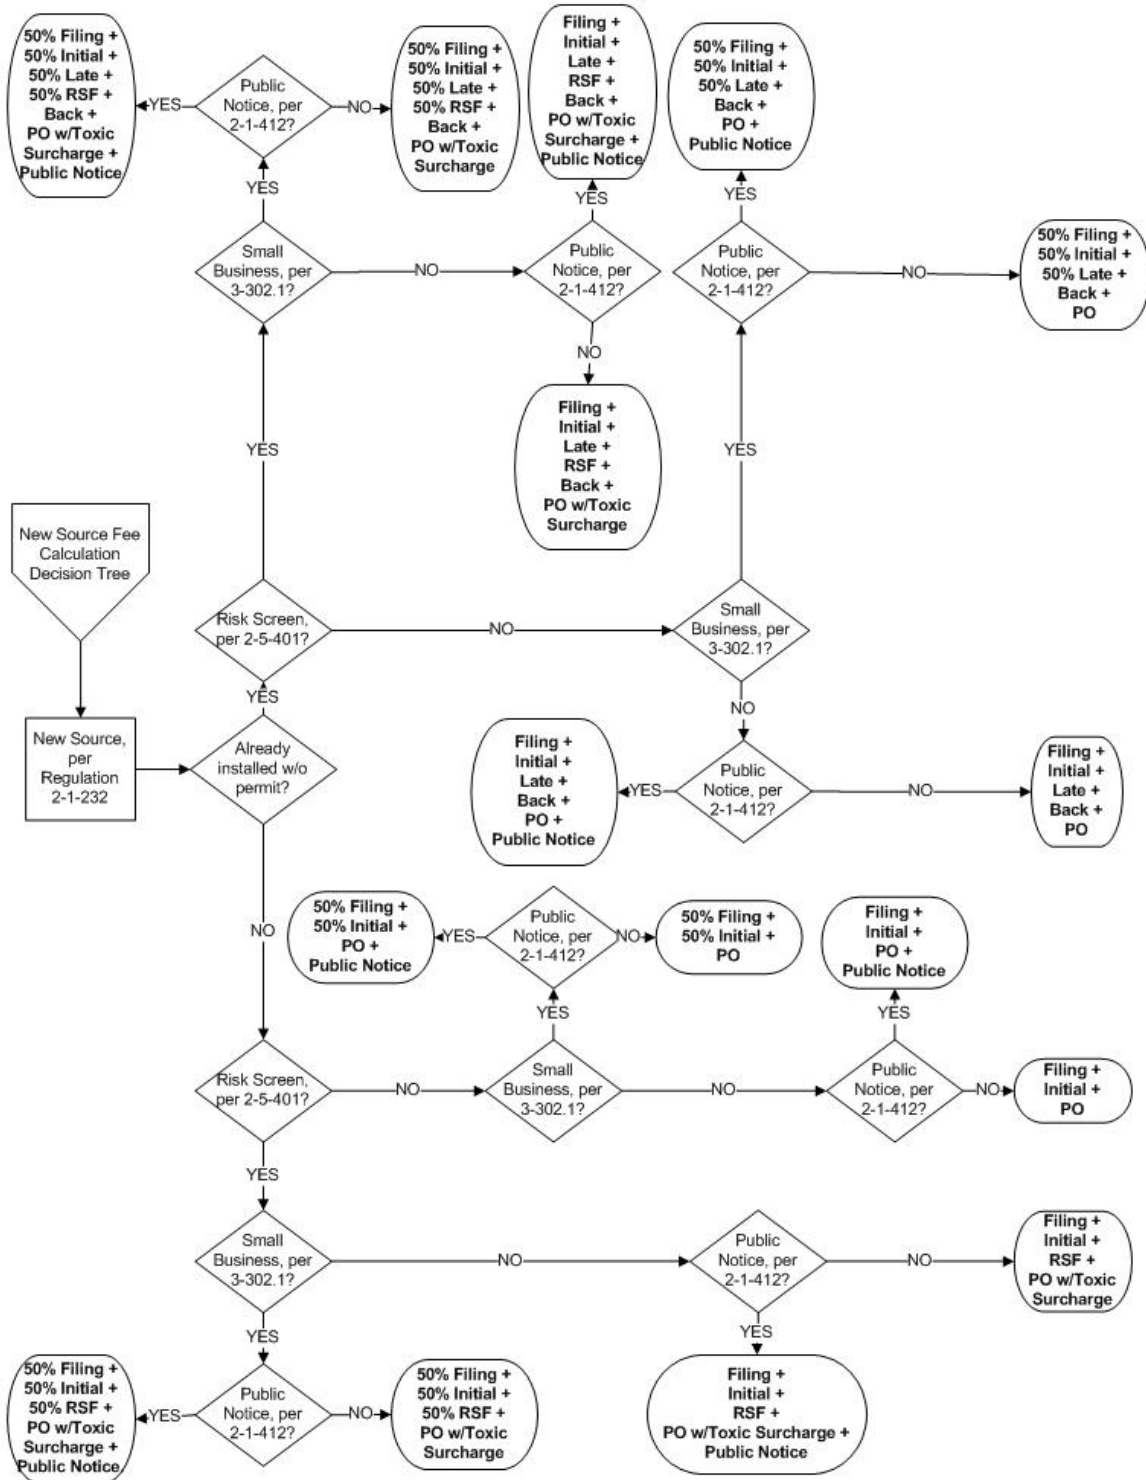 50% Filing +
50% Initial +
50% Late +
50% RSF +
Back +
PO w/Toxic
Surcharge +
Public Notice
YES
Public
Notice, per
2-1-412?
NO
50% Filing +
50% Initial +
50% Late +
50% RSF +
Back +
PO w/Toxic
Surcharge
Filing +
Initial +
Late +
RSF +
Back +
PO w/Toxic
Surcharge +
Public Notice
50% Filing +
50% Initial +
50% Late +
Back +
PO +
Public Notice
YES
YES
YES
Small
Business, per
3-302.1?
NO
Public
Notice, per
2-1-412?
Public
Notice, per
2-1-412?
NO
50% Filing +
50% Initial +
50% Late +
Back +
PO
NO
Filing +
Initial +
Late +
RSF +
Back +
PO w/Toxic
Surcharge
YES
YES
New Source Fee
Calculation
Decision Tree
Risk Screen,
per 2-5-401?
NO
Small
Business, per
3-302.1?
YES
NO
New Source,
per
Regulation
2-1-232
Already
installed w/o
permit?
Filing +
Initial +
Late +
Back +
PO +
Public Notice
YES
Public
Notice, per
2-1-412?
NO
Filing +
Initial +
Late +
Back +
PO
NO
50% Filing +
50% Initial +
PO +
Public Notice
YES
Public
Notice, per
2-1-412?
NO
50% Filing +
50% Initial +
PO
Filing +
Initial +
PO +
Public Notice
YES
YES
Risk Screen,
per 2-5-401?
NO
Small
Business, per
3-302.1?
NO
Public
Notice, per
2-1-412?
NO
Filing +
Initial +
PO
YES
Small
Business, per
3-302.1?
NO
Public
Notice, per
2-1-412?
NO
Filing +
Initial +
RSF +
PO w/Toxic
Surcharge
YES
YES
50% Filing +
50% Initial +
50% RSF +
PO w/Toxic
Surcharge +
Public Notice
YES
Public
Notice, per
2-1-412?
NO
50% Filing +
50% Initial +
50% RSF +
PO w/Toxic
Surcharge
Filing +
Initial +
RSF +
PO w/Toxic Surcharge +
Public Notice